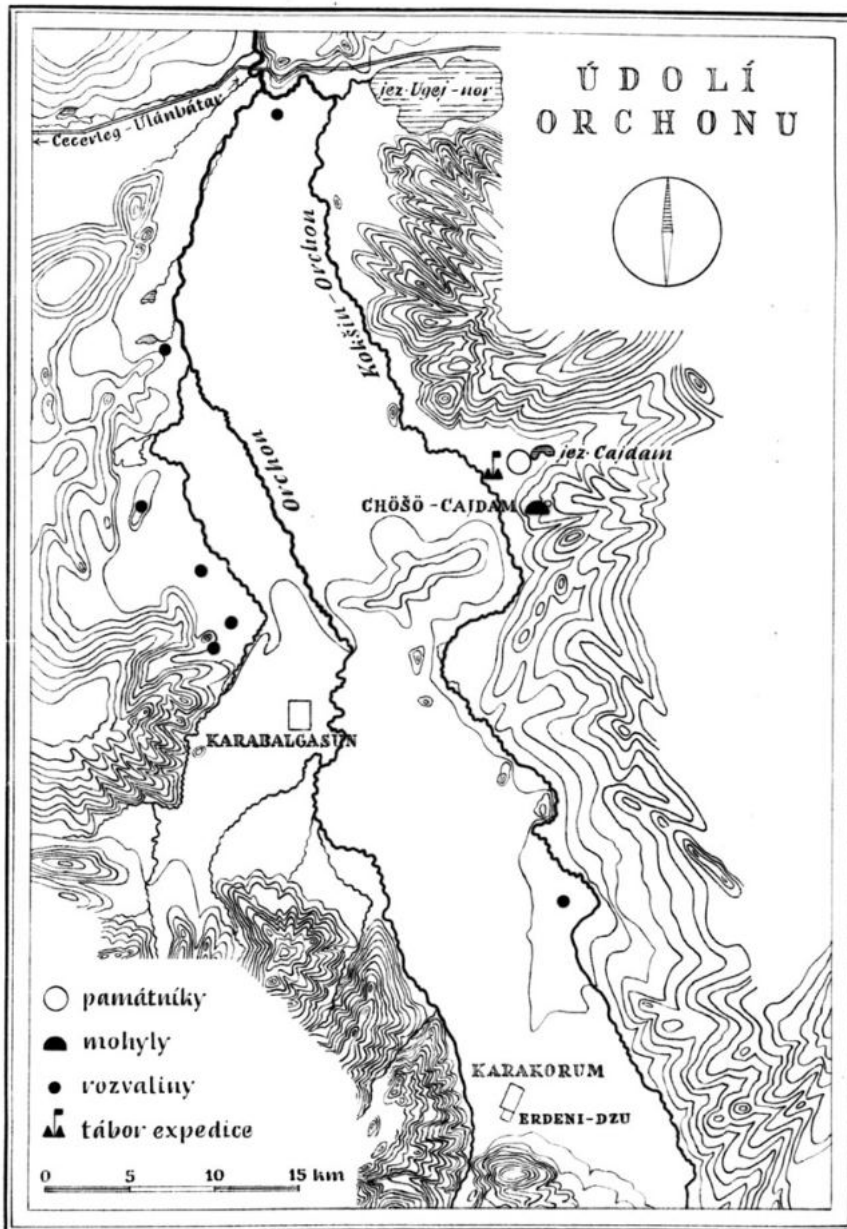 ÚDOLÍ
ORCHONU
jez. Ugej-nor
← Cecerleg - Ulánbátar
Kokšin-Orchon
Orchon
jez. Cajdam
CHÖŠÖ-CAJDAM
KARABALGASUN
KARAKORUM
ERDENI-DZU
památníky
mohyly
rozvaliny
tábor expedice
0 5 10 15 km